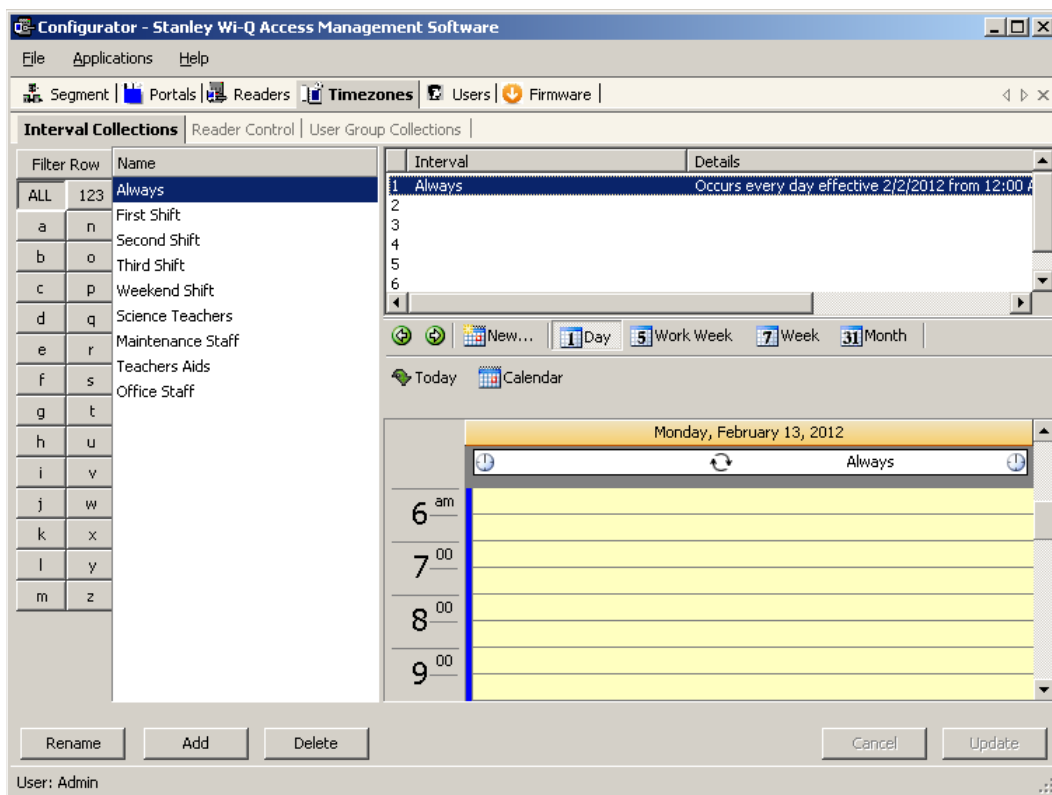 Configurator - Stanley Wi-Q Access Management Software
File Applications Help
Segment Portals Readers Timezones Users Firmware
Interval Collections Reader Control User Group Collections
Filter Row
ALL 123
a n
b o
c p
d q
e r
f s
g t
h u
i v
j w
k x
l y
m z
Name
Always
First Shift
Second Shift
Third Shift
Weekend Shift
Science Teachers
Maintenance Staff
Teachers Aids
Office Staff
Interval Details
1 Always Occurs every day effective 2/2/2012 from 12:00 A
2
3
4
5
6
New... 1 Day 5 Work Week 7 Week 31 Month
Today Calendar
Monday, February 13, 2012
Always
6 am
7 00
8 00
9 00
Rename Add Delete Cancel Update
User: Admin